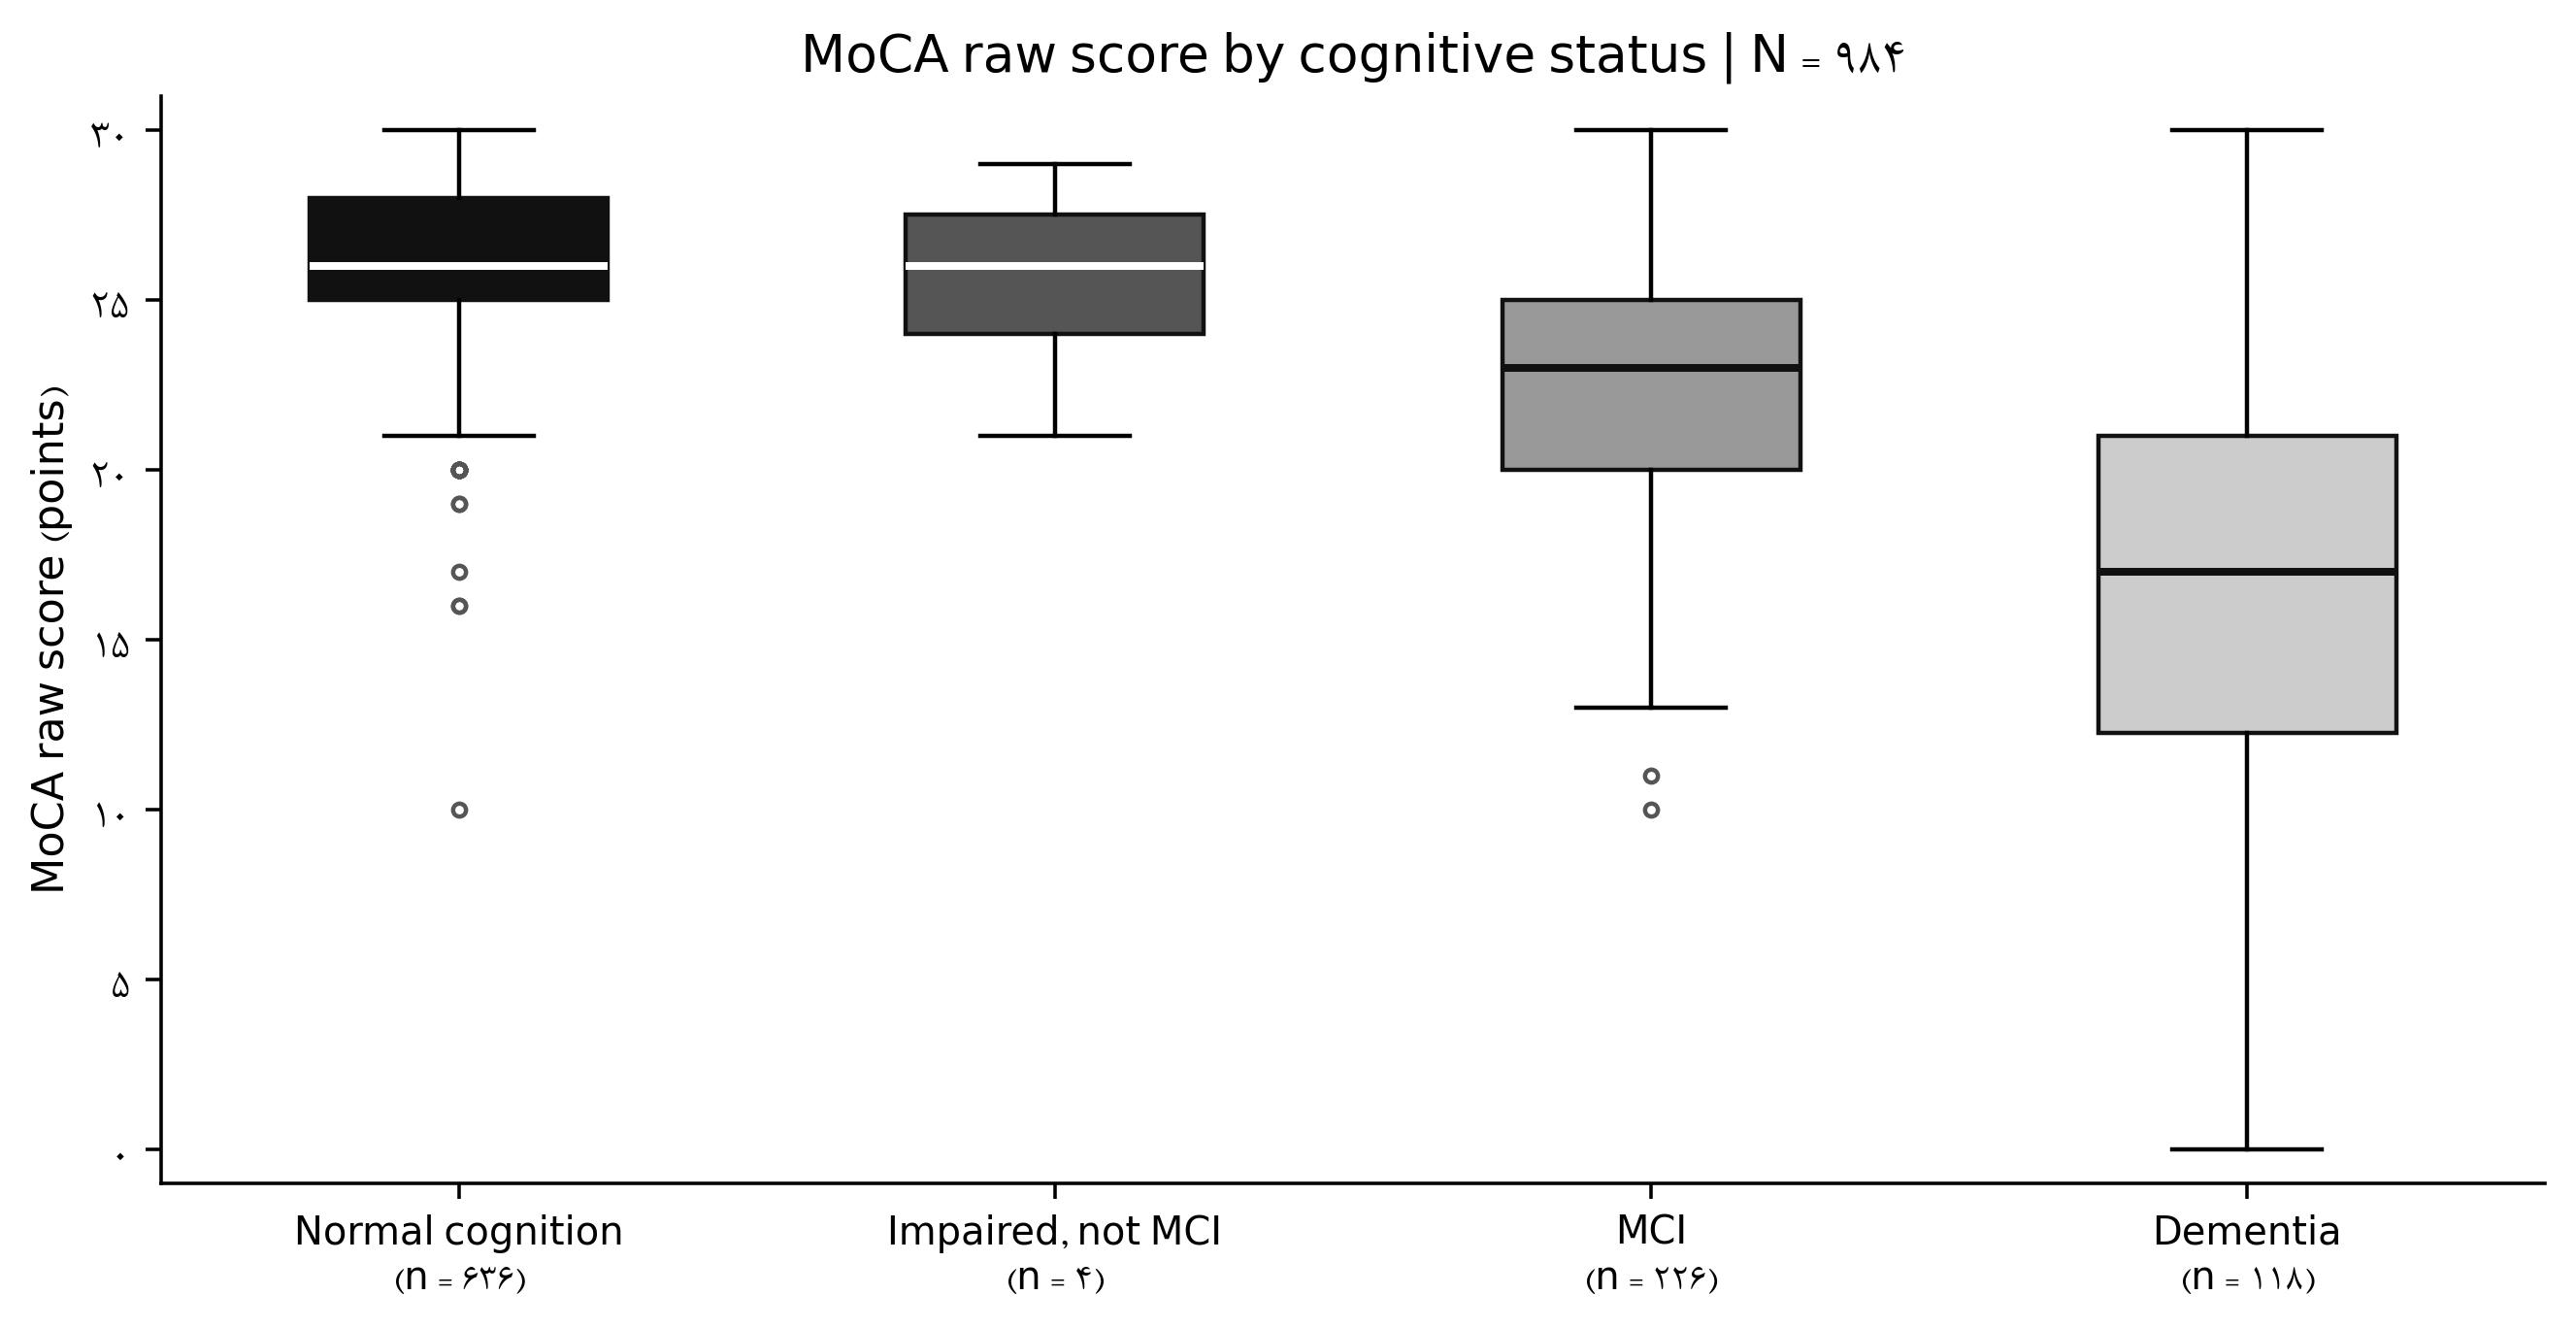 MoCA raw score by cognitive status | N = ۹۸۴
MoCA raw score (points)
۳۰
۲۵
۲۰
۱۵
۱۰
۵
۰
Normal cognition
(n = ۶۳۶)
Impaired, not MCI
(n = ۴)
MCI
(n = ۲۲۶)
Dementia
(n = ۱۱۸)